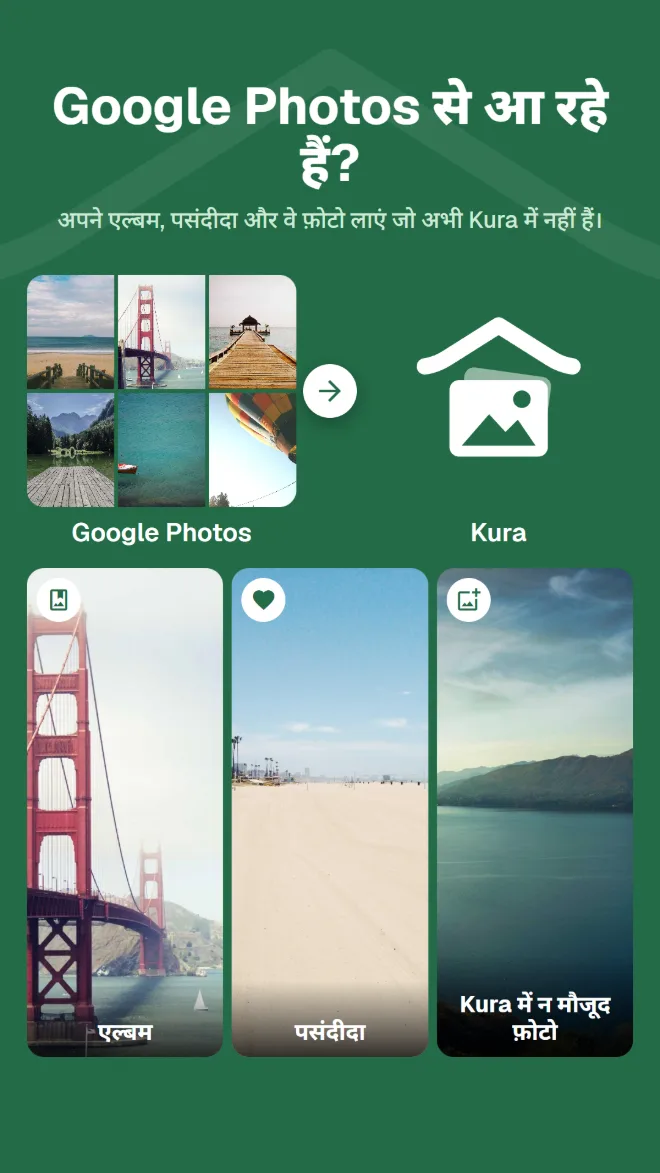 Google Photos से आ रहे
हैं?
अपने एल्बम, पसंदीदा और वे फ़ोटो लाएं जो अभी Kura में नहीं हैं।
Google Photos
Kura
एल्बम
पसंदीदा
Kura में न मौजूद
फ़ोटो